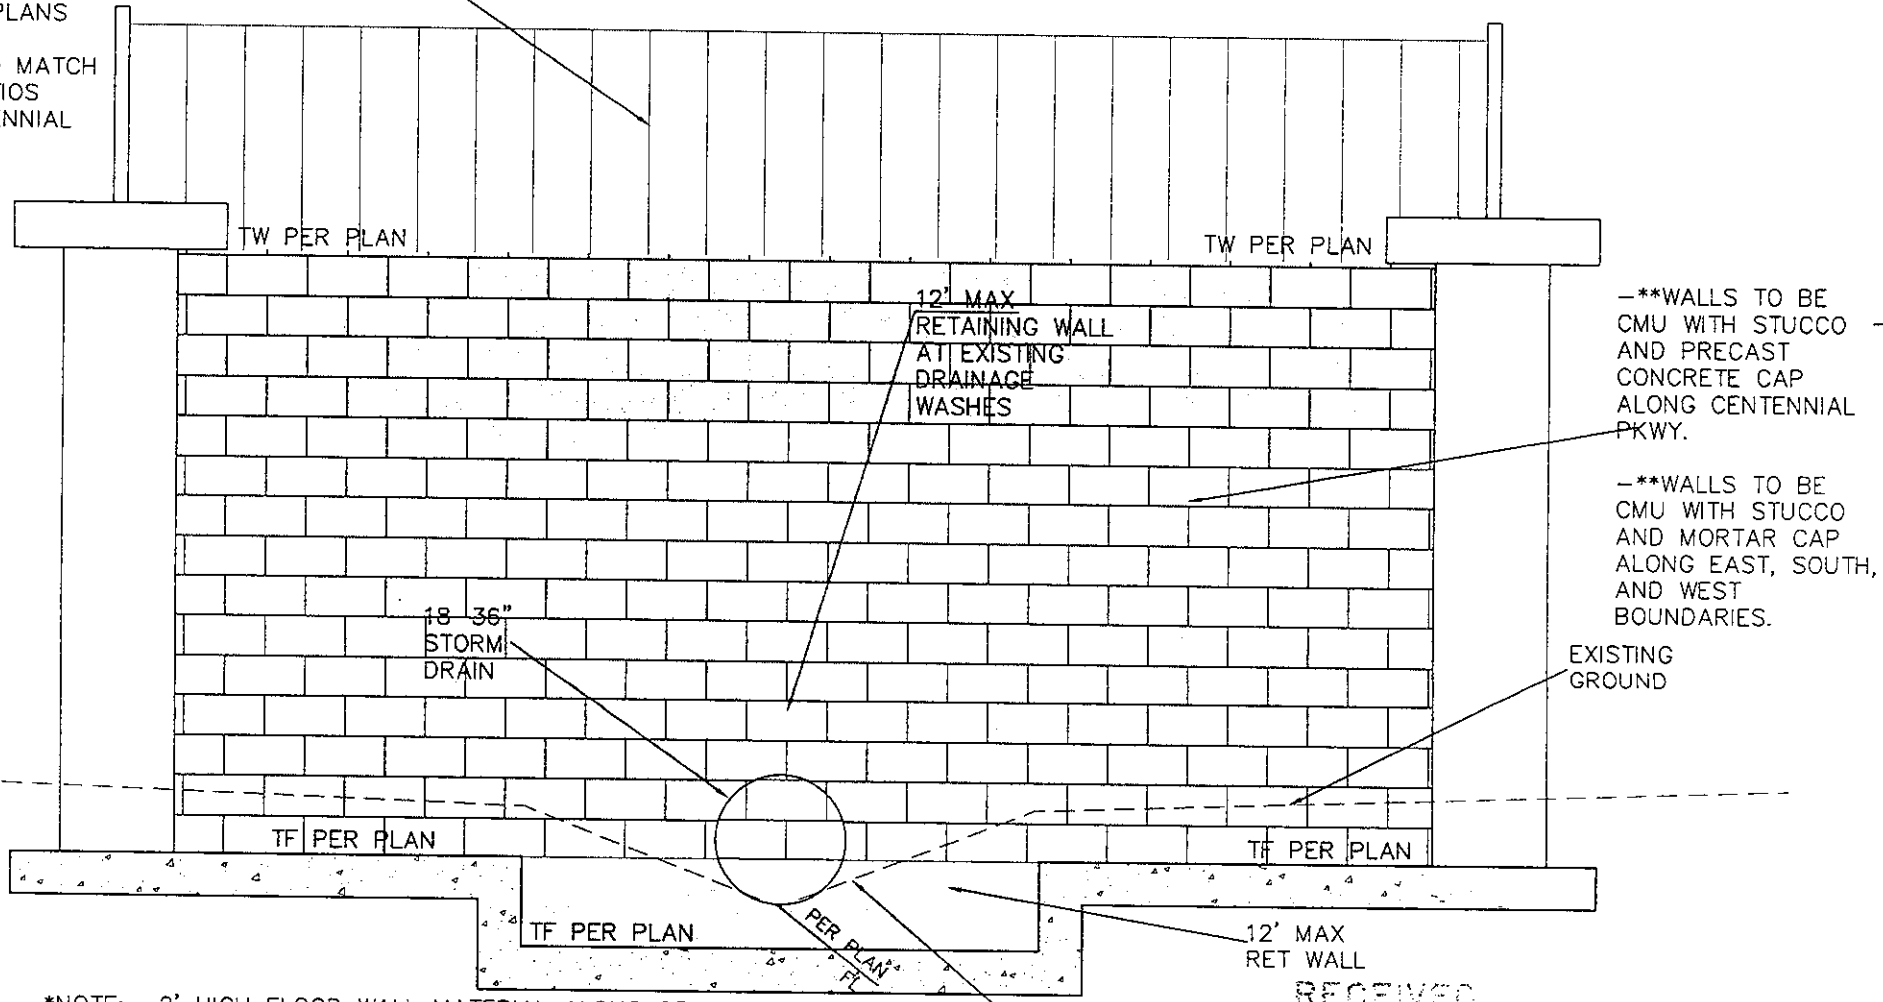 PLANS
MATCH
ENNIAL
TW PER PLAN
TW PER PLAN
12' MAX
RETAINING WALL
AT EXISTING
DRAINAGE
WASHES
-**WALLS TO BE
CMU WITH STUCCO
AND PRECAST
CONCRETE CAP
ALONG CENTENNIAL
PKWY.
-**WALLS TO BE
CMU WITH STUCCO
AND MORTAR CAP
ALONG EAST, SOUTH,
AND WEST
BOUNDARIES.
18 36"
STORM
DRAIN
EXISTING
GROUND
TF PER PLAN
TF PER PLAN
TF PER PLAN
PER PLAN
FL
12' MAX
RET WALL
RECEIVED